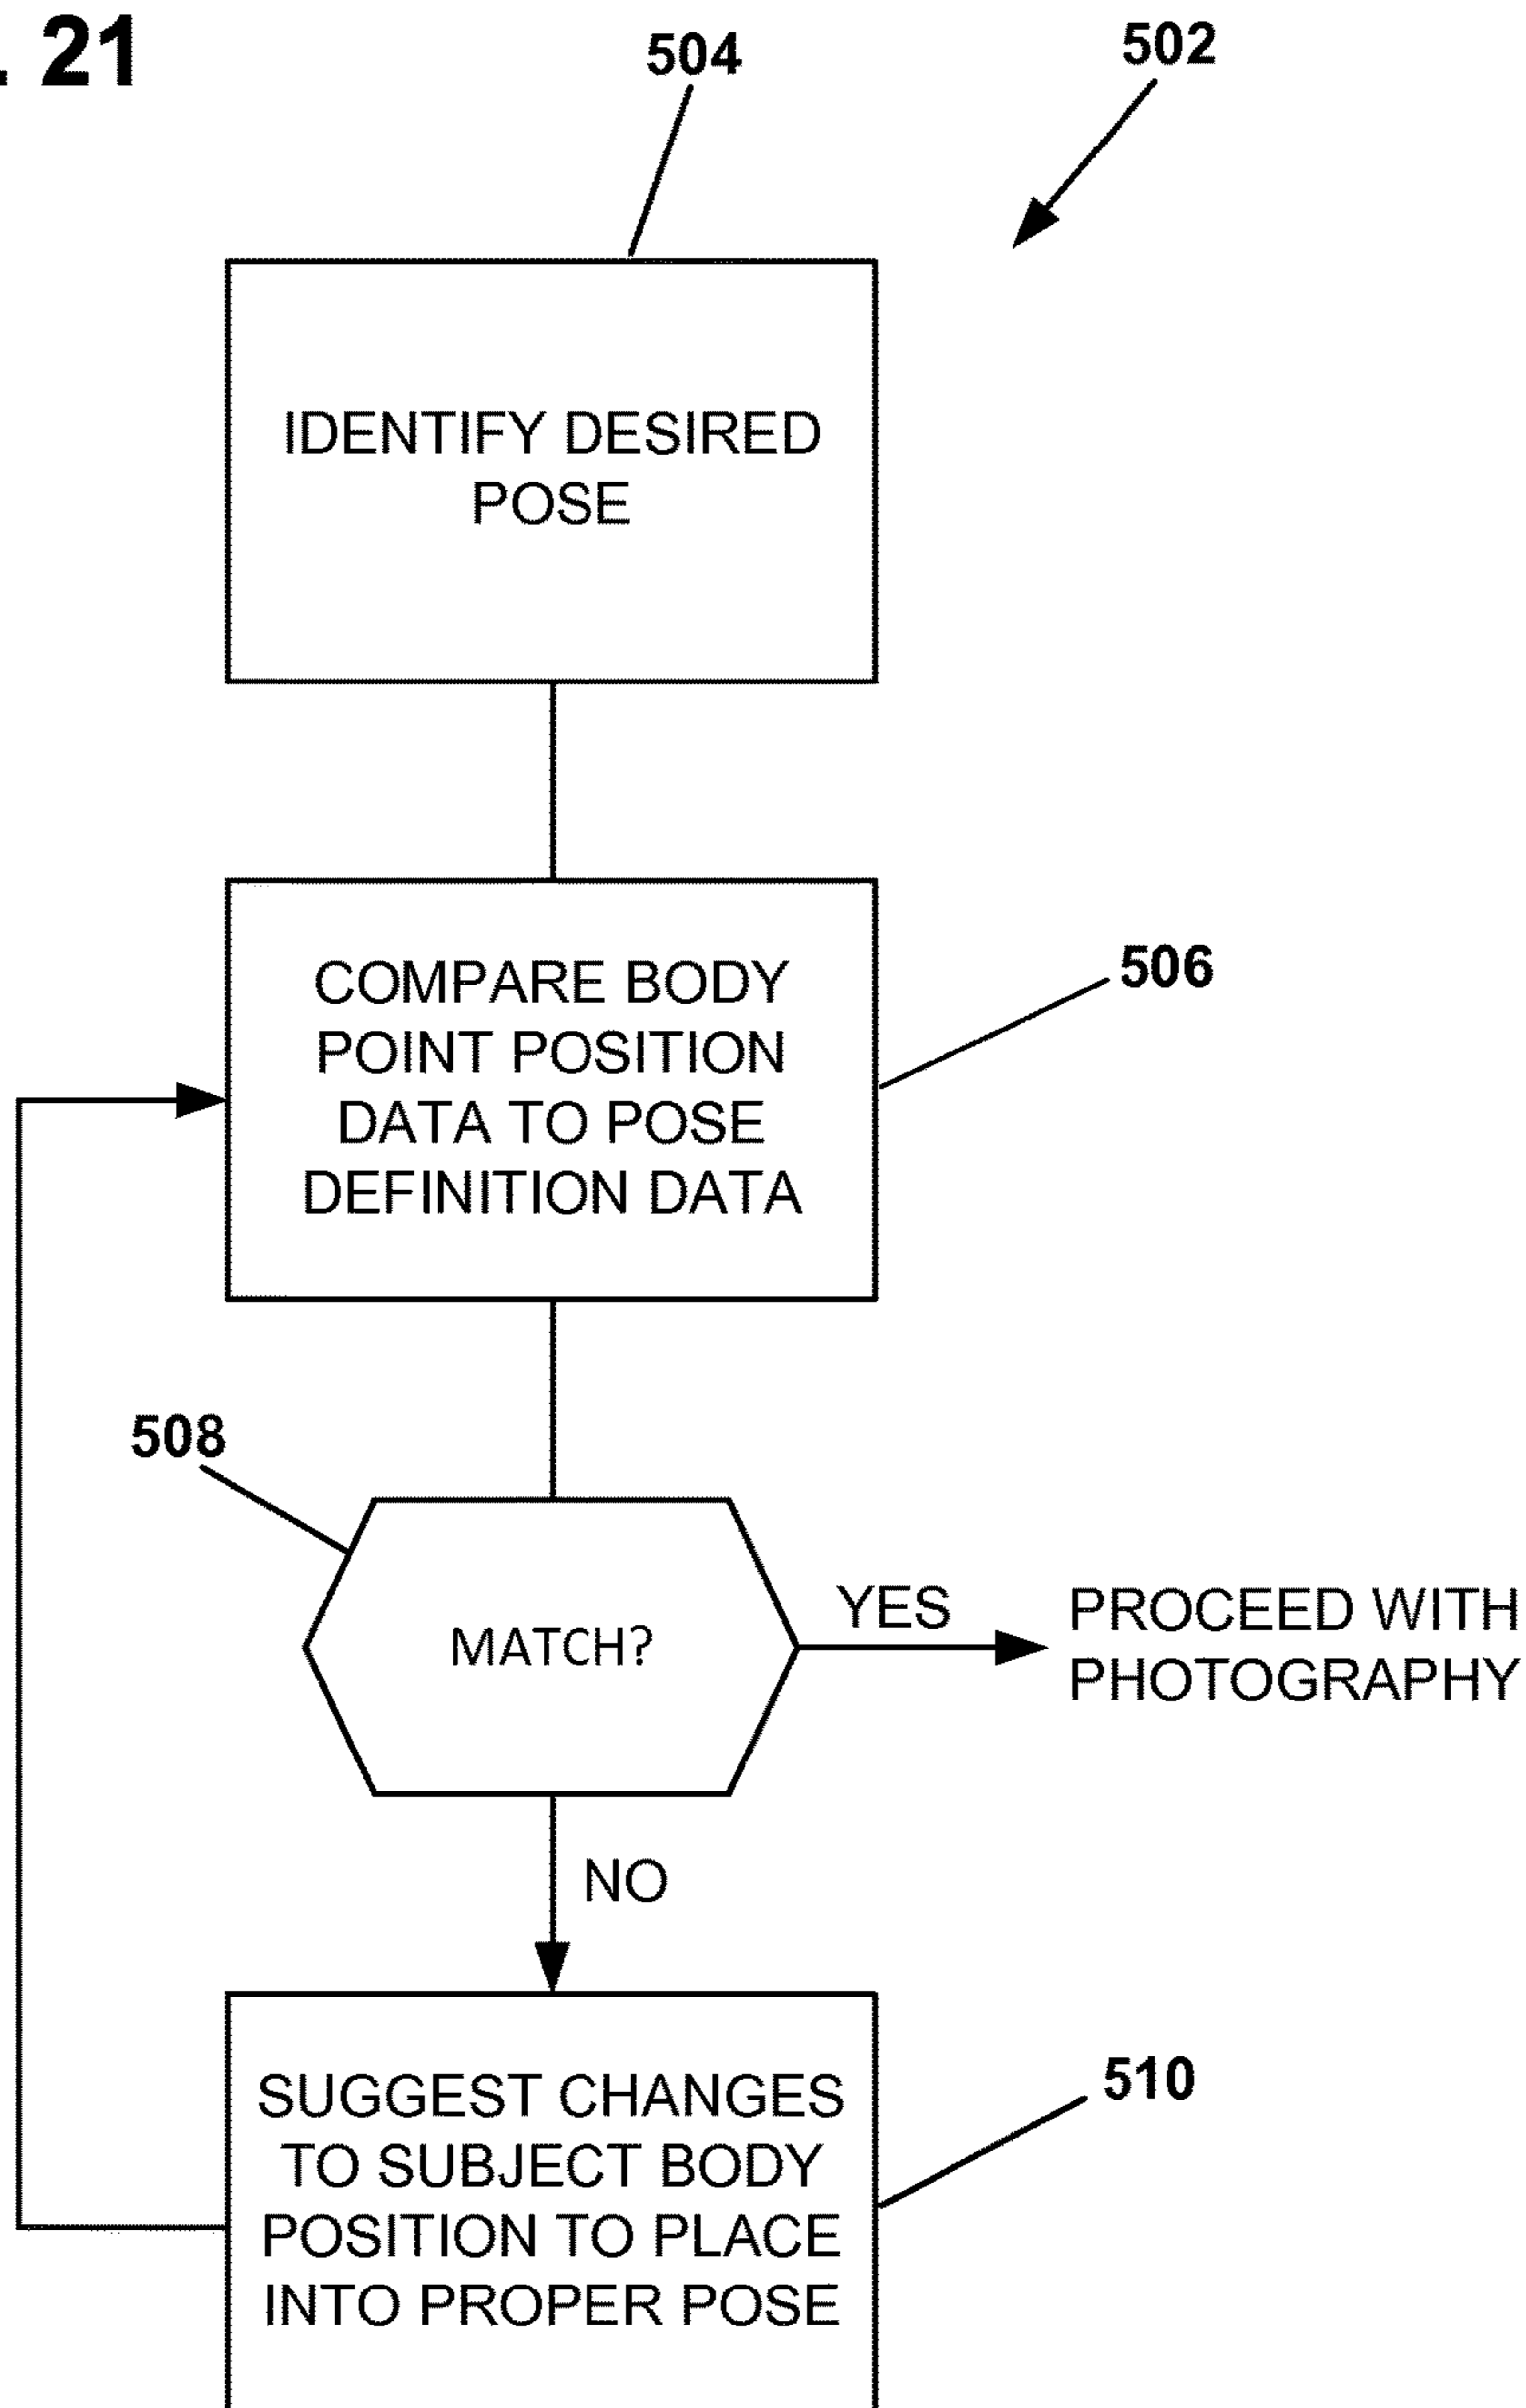 21
504
502
IDENTIFY DESIRED
POSE
COMPARE BODY
POINT POSITION
DATA TO POSE
DEFINITION DATA
506
508
MATCH?
YES
PROCEED WITH
PHOTOGRAPHY
NO
SUGGEST CHANGES
TO SUBJECT BODY
POSITION TO PLACE
INTO PROPER POSE
510